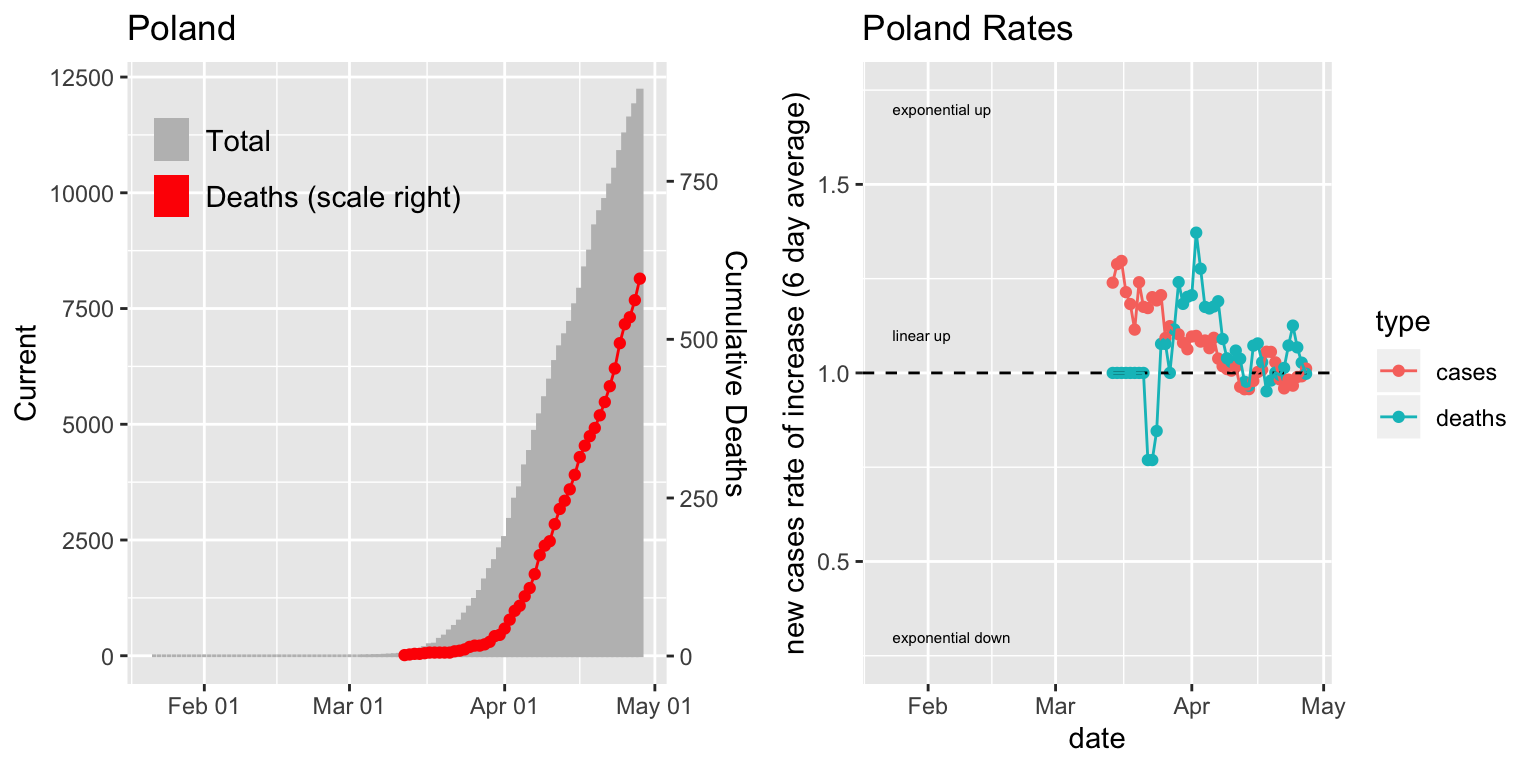 Poland
12500
10000
7500
5000
2500
0
Current
Total
Deaths (scale right)
750
500
250
0
Cumulative Deaths
Feb 01
Mar 01
Apr 01
May 01
Poland Rates
new cases rate of increase (6 day average)
1.5
1.0
0.5
exponential up
linear up
exponential down
Feb
Mar
Apr
May
date
type
cases
deaths